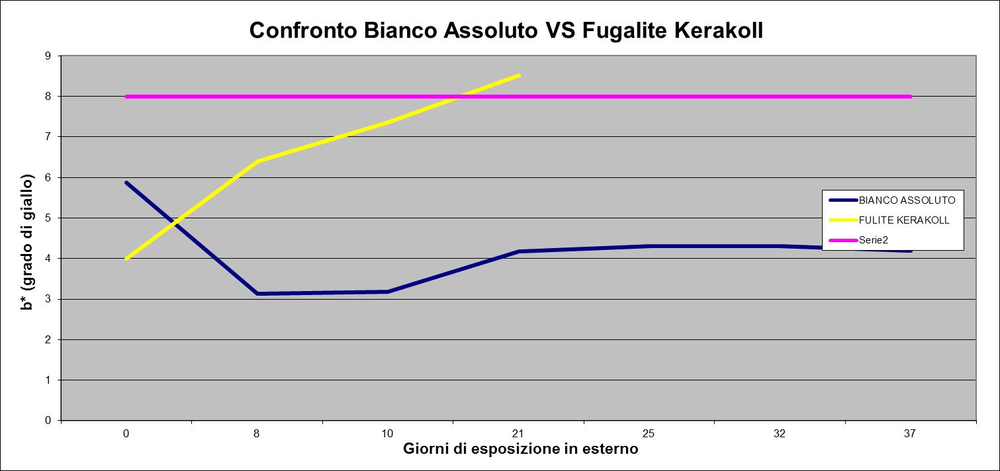 Confronto Bianco Assoluto VS Fugalite Kerakoll
9
8
7
6
5
4
3
2
1
0
b* (grado di giallo)
BIANCO ASSOLUTO
FULITE KERAKOLL
Serie2
0 8 10 21 25 32 37
Giorni di esposizione in esterno